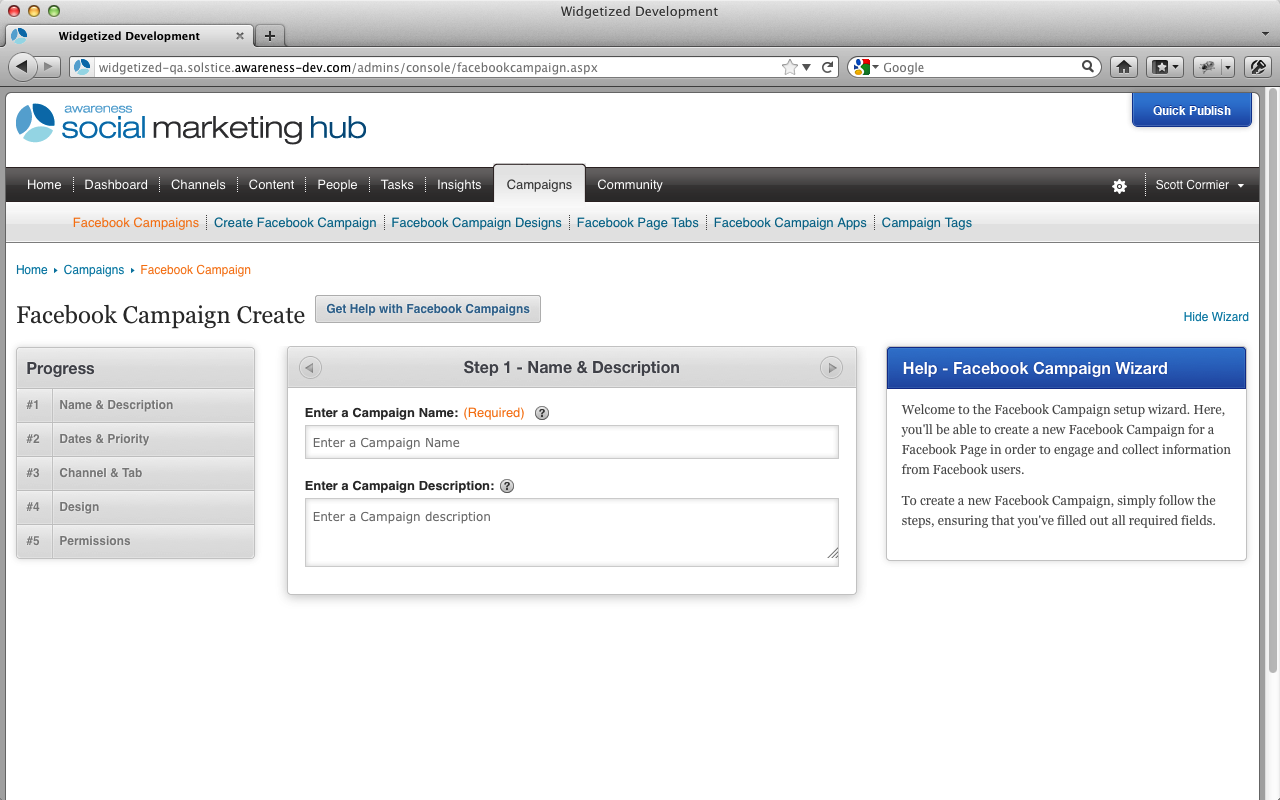 Widgetized Development
Widgetized Development
widgetized-qa.solstice.awareness-dev.com/admins/console/facebookcampaign.aspx
Google
awareness
social marketing hub
Quick Publish
Home
Dashboard
Channels
Content
People
Tasks
Insights
Campaigns
Community
Scott Cormier
Facebook Campaigns
Create Facebook Campaign
Facebook Campaign Designs
Facebook Page Tabs
Facebook Campaign Apps
Campaign Tags
Home
Campaigns
Facebook Campaign
Facebook Campaign Create
Get Help with Facebook Campaigns
Hide Wizard
Progress
#1 Name & Description
#2 Dates & Priority
#3 Channel & Tab
#4 Design
#5 Permissions
Step 1 - Name & Description
Enter a Campaign Name: (Required) ?
Enter a Campaign Name
Enter a Campaign Description: ?
Enter a Campaign description
Help - Facebook Campaign Wizard
Welcome to the Facebook Campaign setup wizard. Here,
you'll be able to create a new Facebook Campaign for a
Facebook Page in order to engage and collect information
from Facebook users.
To create a new Facebook Campaign, simply follow the
steps, ensuring that you've filled out all required fields.